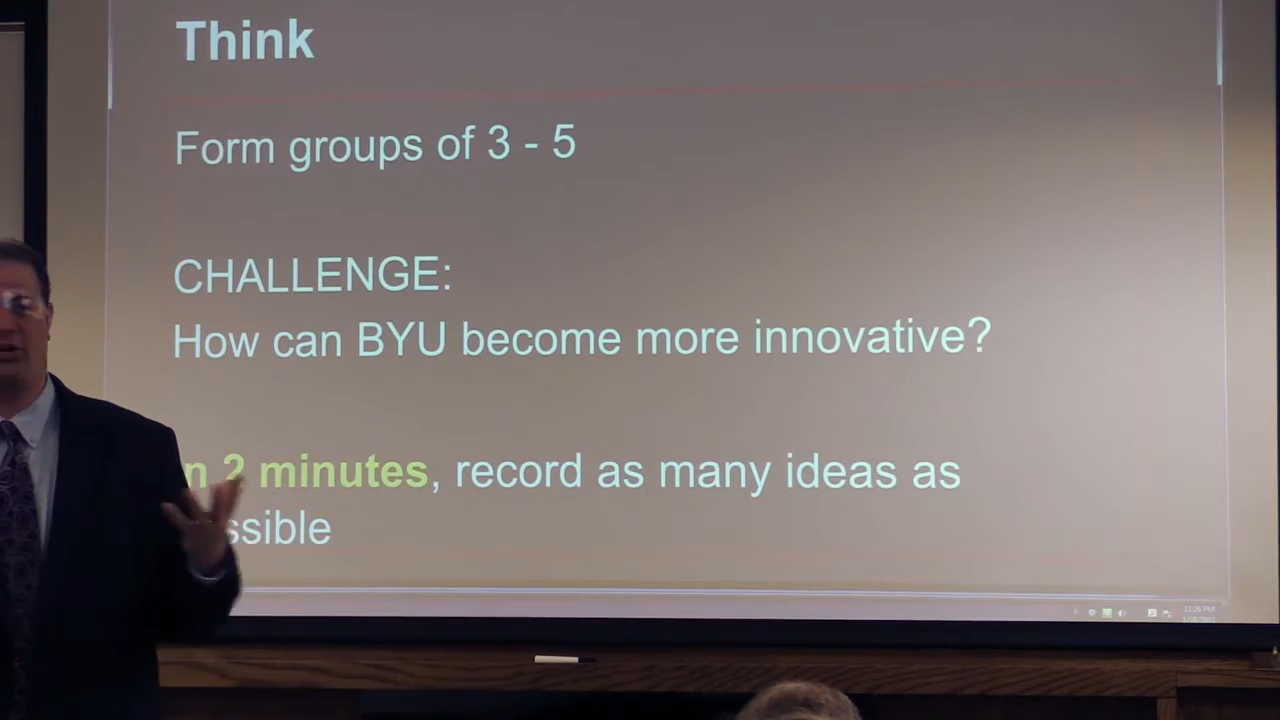 Think
Form groups of 3 - 5
CHALLENGE:
How can BYU become more innovative?
n 2 minutes, record as many ideas as
ssible